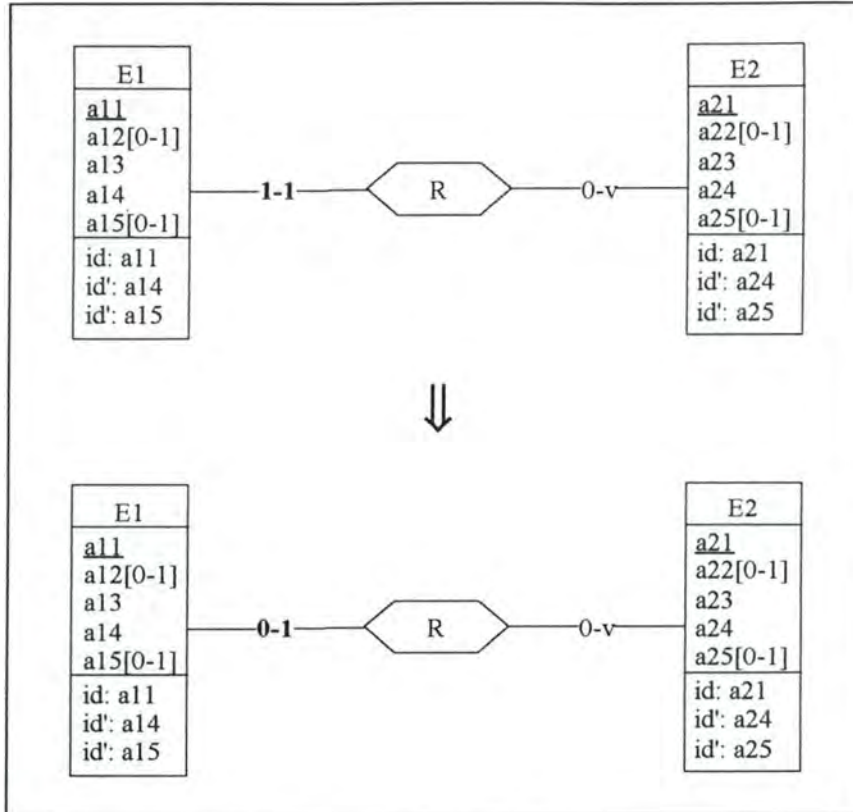 E1
a11
a12[0-1]
a13
a14
a15[0-1]
id: a11
id': a14
id': a15
1-1
R
0-v
E2
a21
a22[0-1]
a23
a24
a25[0-1]
id: a21
id': a24
id': a25
⇓
E1
a11
a12[0-1]
a13
a14
a15[0-1]
id: a11
id': a14
id': a15
0-1
R
0-v
E2
a21
a22[0-1]
a23
a24
a25[0-1]
id: a21
id': a24
id': a25